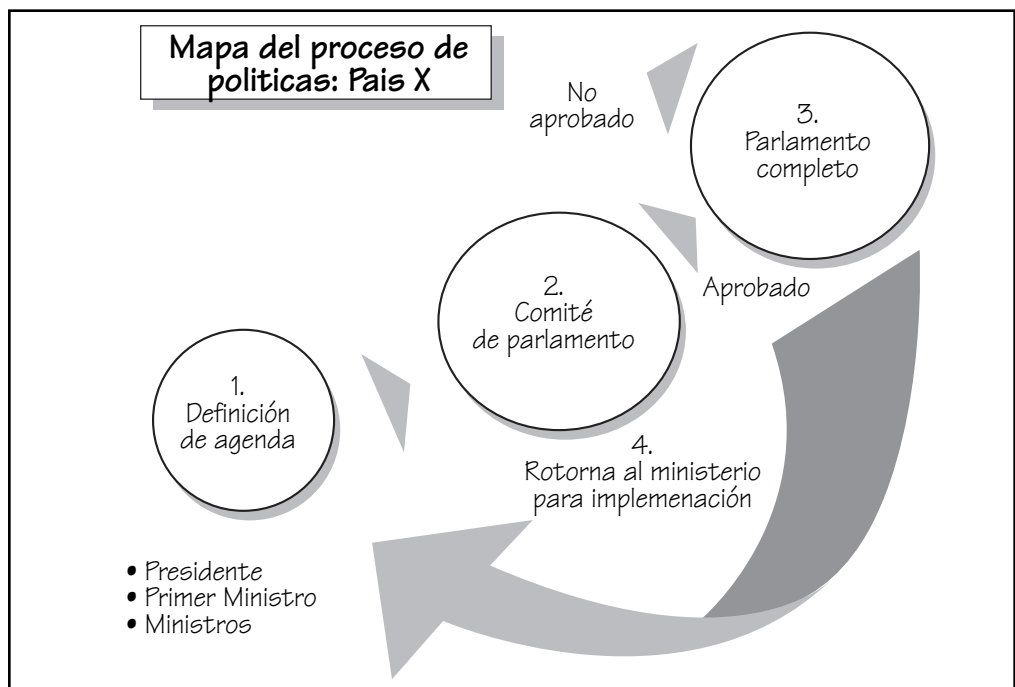 Mapa del proceso de
politicas: Pais X
No
aprobado
3.
Parlamento
completo
2.
Comité
de parlamento
Aprobado
1.
Definición
de agenda
4.
Rotorna al ministerio
para implemenación
• Presidente
• Primer Ministro
• Ministros